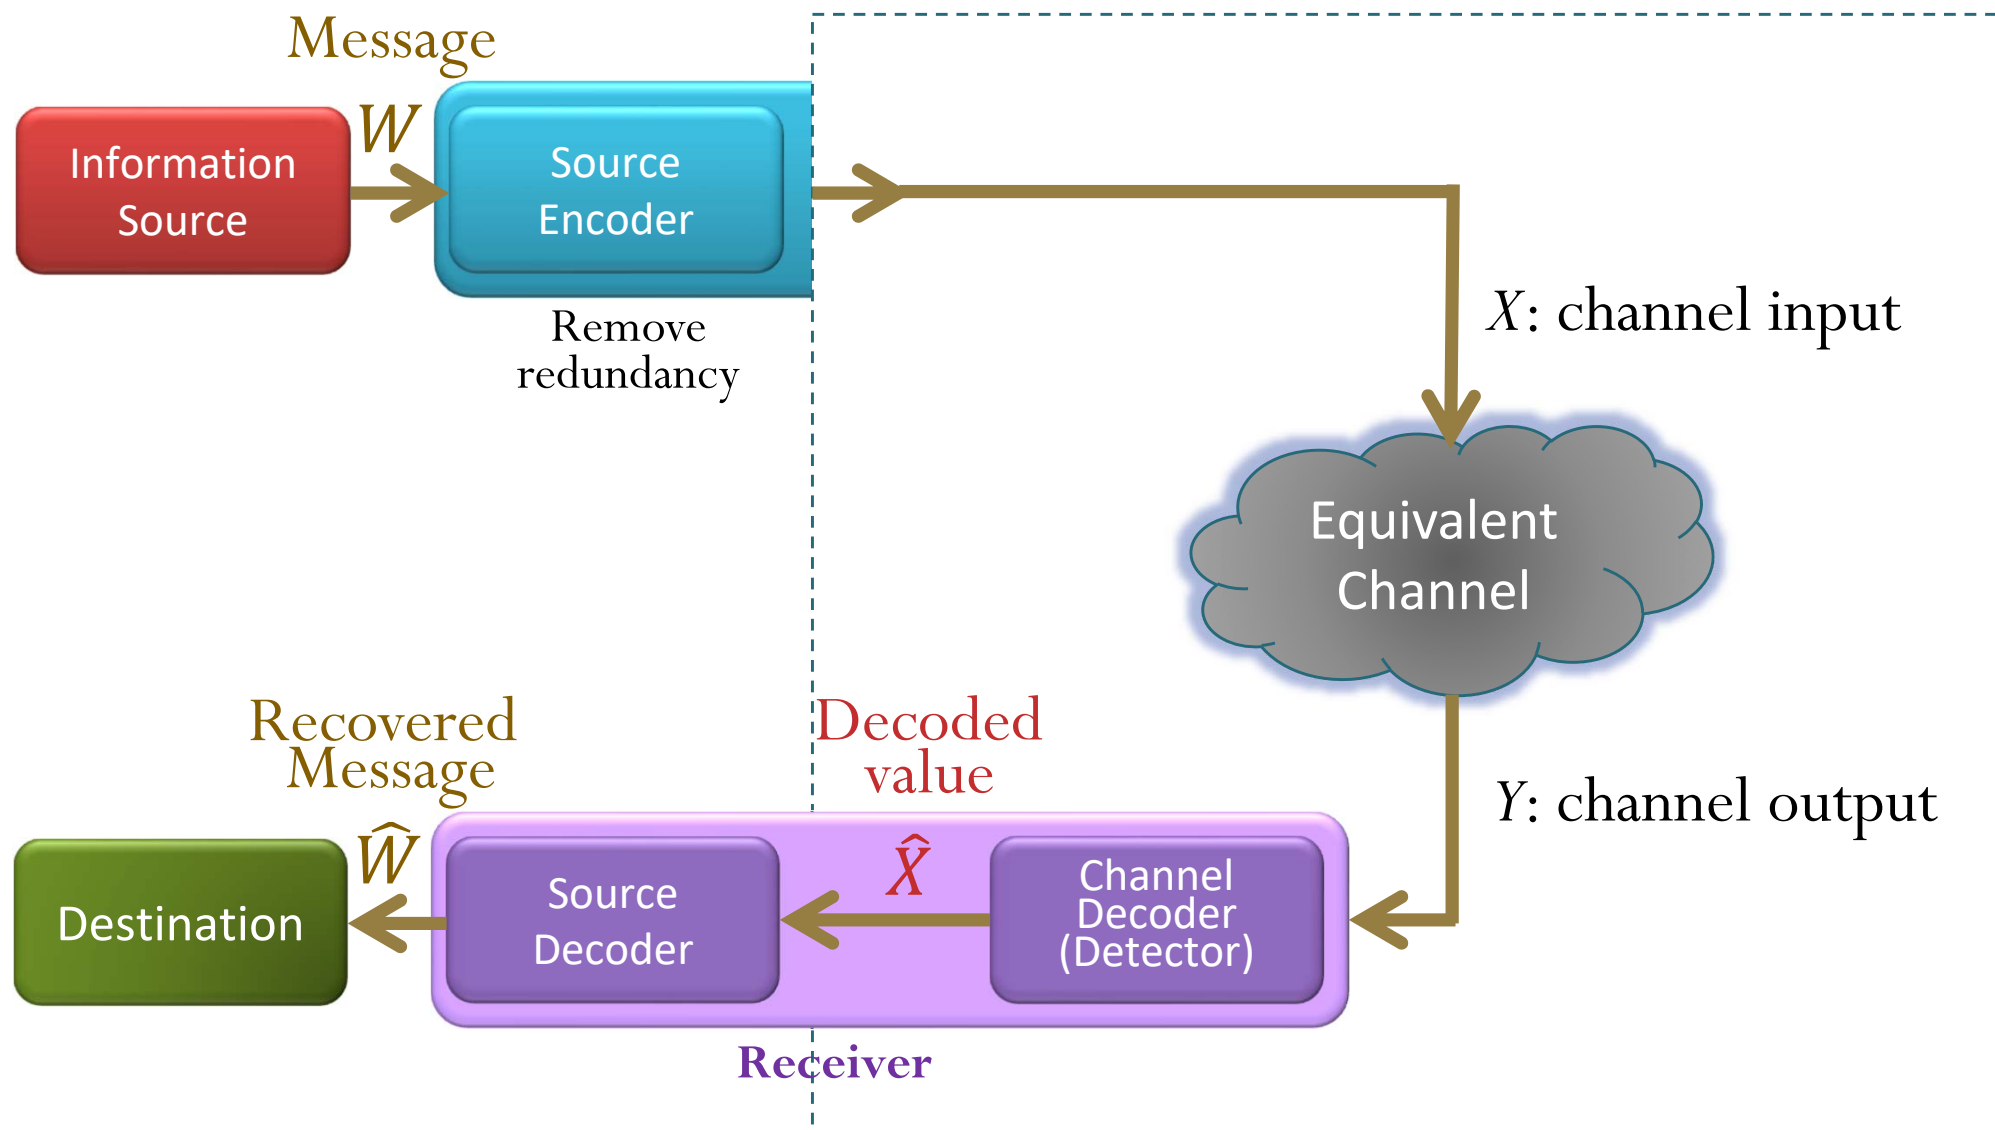 Message
W
Information
Source
Source
Encoder
Remove
redundancy
X: channel input
Equivalent
Channel
Y: channel output
Recovered
Message
Ŵ
Decoded
value
X̂
Destination
Source
Decoder
Channel
Decoder
(Detector)
Receiver